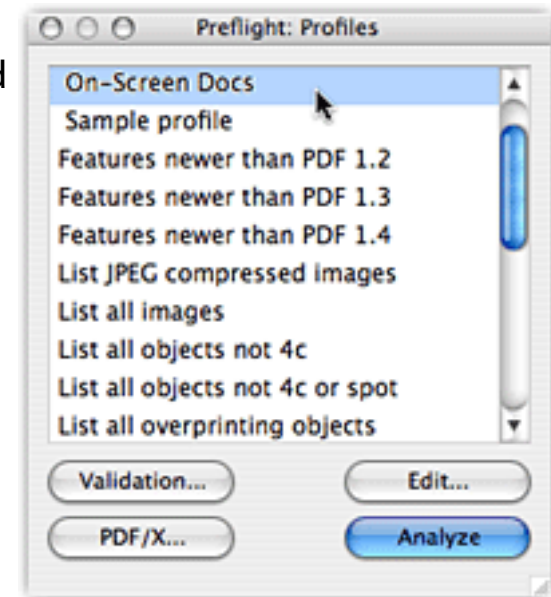 Preflight: Profiles
d
On-Screen Docs
Sample profile
Features newer than PDF 1.2
Features newer than PDF 1.3
Features newer than PDF 1.4
List JPEG compressed images
List all images
List all objects not 4c
List all objects not 4c or spot
List all overprinting objects
Validation... Edit...
PDF/X... Analyze